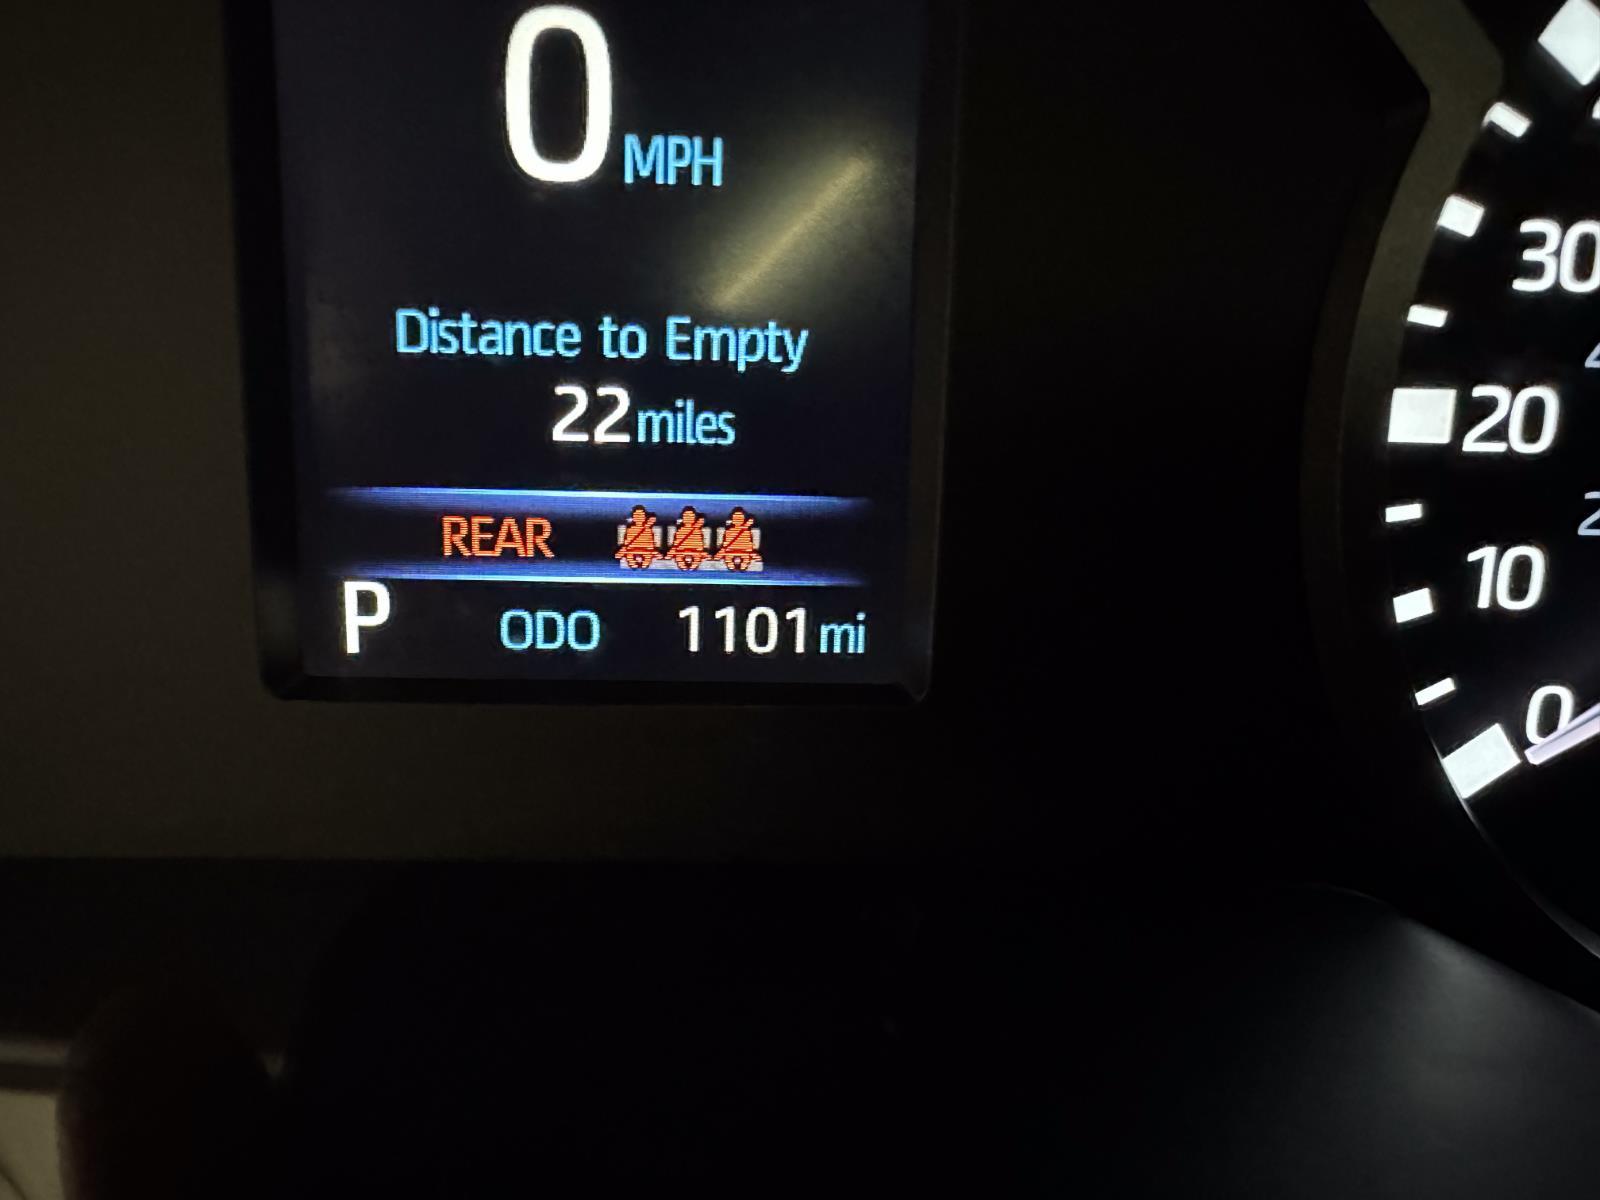 0 MPH
Distance to Empty
22 miles
REAR
P ODO 1101 mi
30
20
10
0